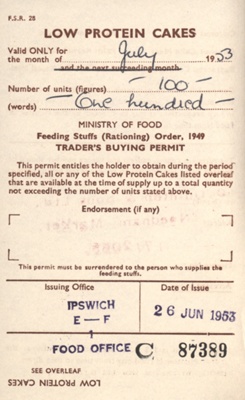 F.S.R. 28
LOW PROTEIN CAKES
Valid ONLY for
the month of July 1953
and the next succeeding month
Number of units (figures) — 100 —
(words) — One hundred —
MINISTRY OF FOOD
Feeding Stuffs (Rationing) Order, 1949
TRADER'S BUYING PERMIT
This permit entitles the holder to obtain during the period
specified, all or any of the Low Protein Cakes listed overleaf
that are available at the time of supply up to a total quantity
not exceeding the number of units stated above.
Endorsement (if any)
This permit must be surrendered to the person who supplies the
feeding stuffs.
Issuing Office
Date of Issue
IPSWICH
E—F
26 JUN 1953
FOOD OFFICE C 87389
SEE OVERLEAF
LOW PROTEIN CAKES